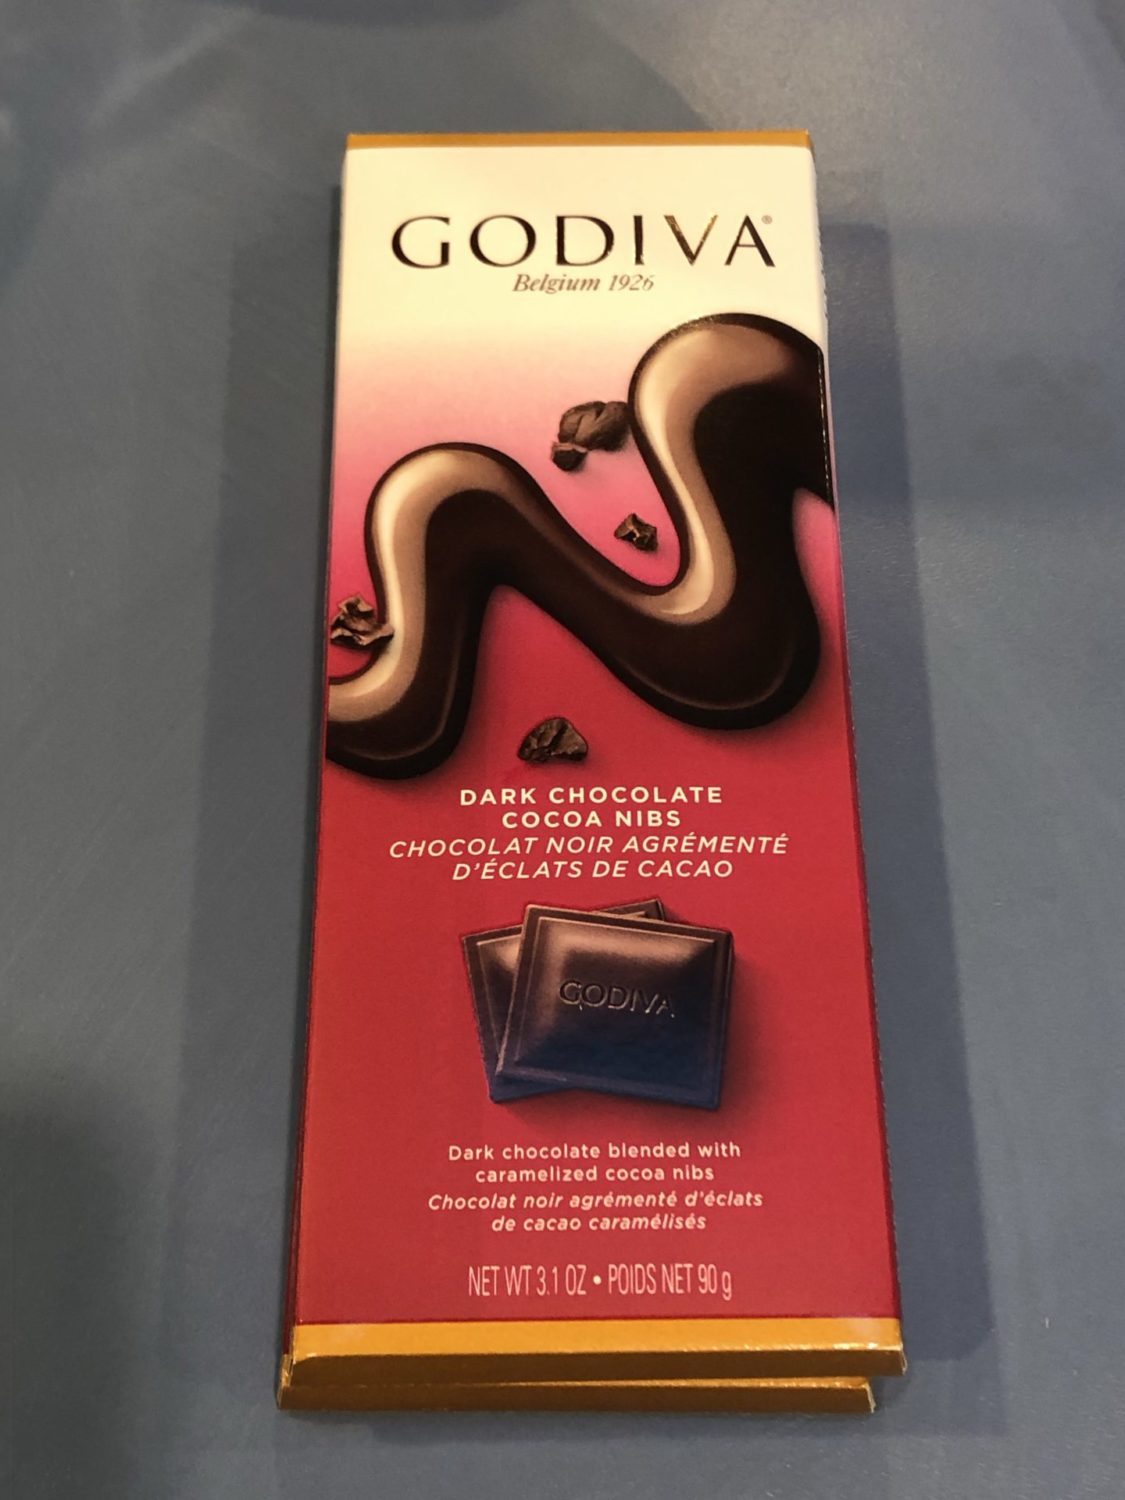 GODIVA®
Belgium 1926
DARK CHOCOLATE
COCOA NIBS
CHOCOLAT NOIR AGRÉMENTÉ
D'ÉCLATS DE CACAO
GODIVA
Dark chocolate blended with
caramelized cocoa nibs
Chocolat noir agrémenté d'éclats
de cacao caramélisés
NET WT 3.1 OZ • POIDS NET 90 g